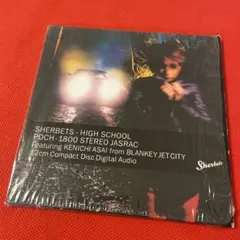 SHERBETS - HIGH SCHOOL
PDCH-1800 STEREO JASRAC
Featuring KENICHI ASAI from BLANKEY JET CITY
12cm Compact Disc Digital Audio
Sherbets